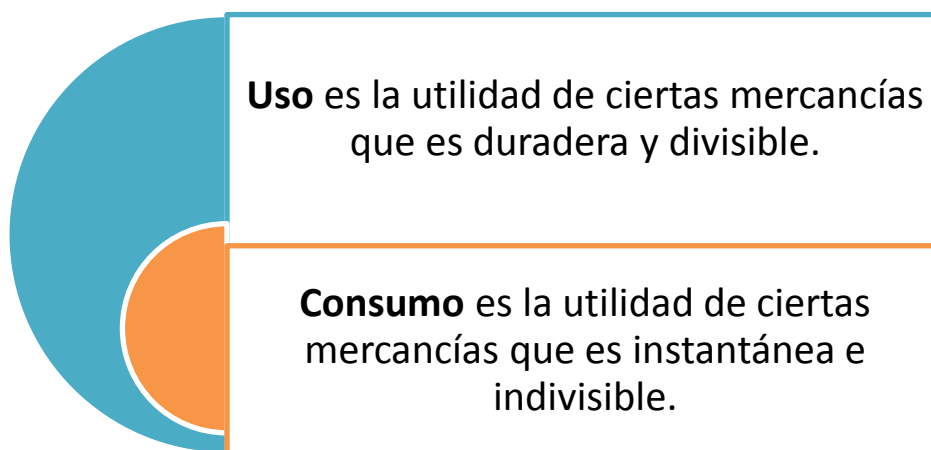 Uso es la utilidad de ciertas mercancías
que es duradera y divisible.
Consumo es la utilidad de ciertas
mercancías que es instantánea e
indivisible.